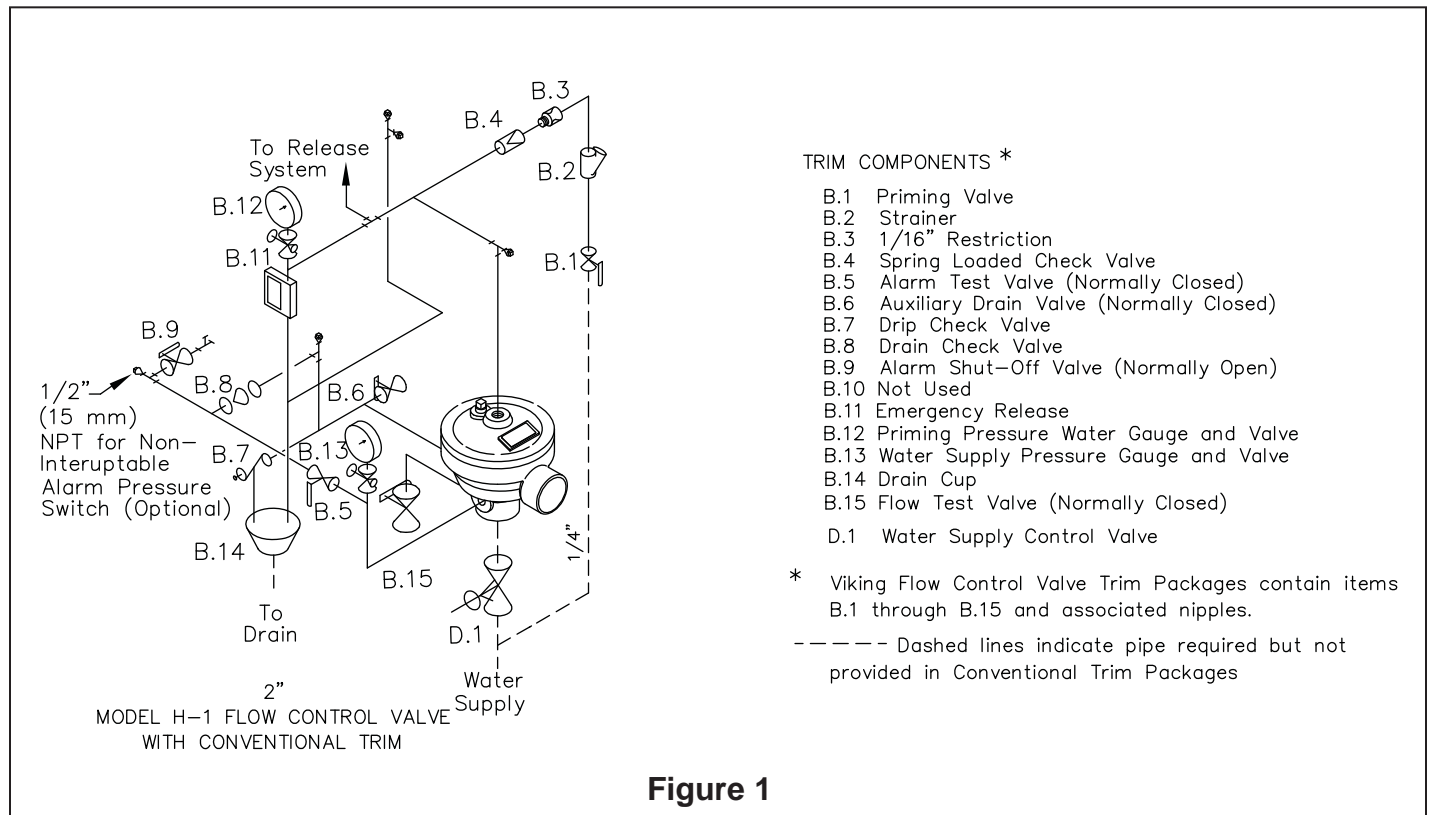 B.3
B.4
To Release
System
B.2
B.12
B.11
B.1
B.9
1/2"
(15 mm)
NPT for Non-
Interuptable
Alarm Pressure
Switch (Optional)
B.8
B.6
B.7
B.13
B.5
B.14
B.15
1/4"
To
Drain
D.1
Water
Supply
2"
MODEL H-1 FLOW CONTROL VALVE
WITH CONVENTIONAL TRIM
TRIM COMPONENTS *
B.1 Priming Valve
B.2 Strainer
B.3 1/16" Restriction
B.4 Spring Loaded Check Valve
B.5 Alarm Test Valve (Normally Closed)
B.6 Auxiliary Drain Valve (Normally Closed)
B.7 Drip Check Valve
B.8 Drain Check Valve
B.9 Alarm Shut-Off Valve (Normally Open)
B.10 Not Used
B.11 Emergency Release
B.12 Priming Pressure Water Gauge and Valve
B.13 Water Supply Pressure Gauge and Valve
B.14 Drain Cup
B.15 Flow Test Valve (Normally Closed)
D.1 Water Supply Control Valve
* Viking Flow Control Valve Trim Packages contain items
B.1 through B.15 and associated nipples.
----- Dashed lines indicate pipe required but not
provided in Conventional Trim Packages
Figure 1